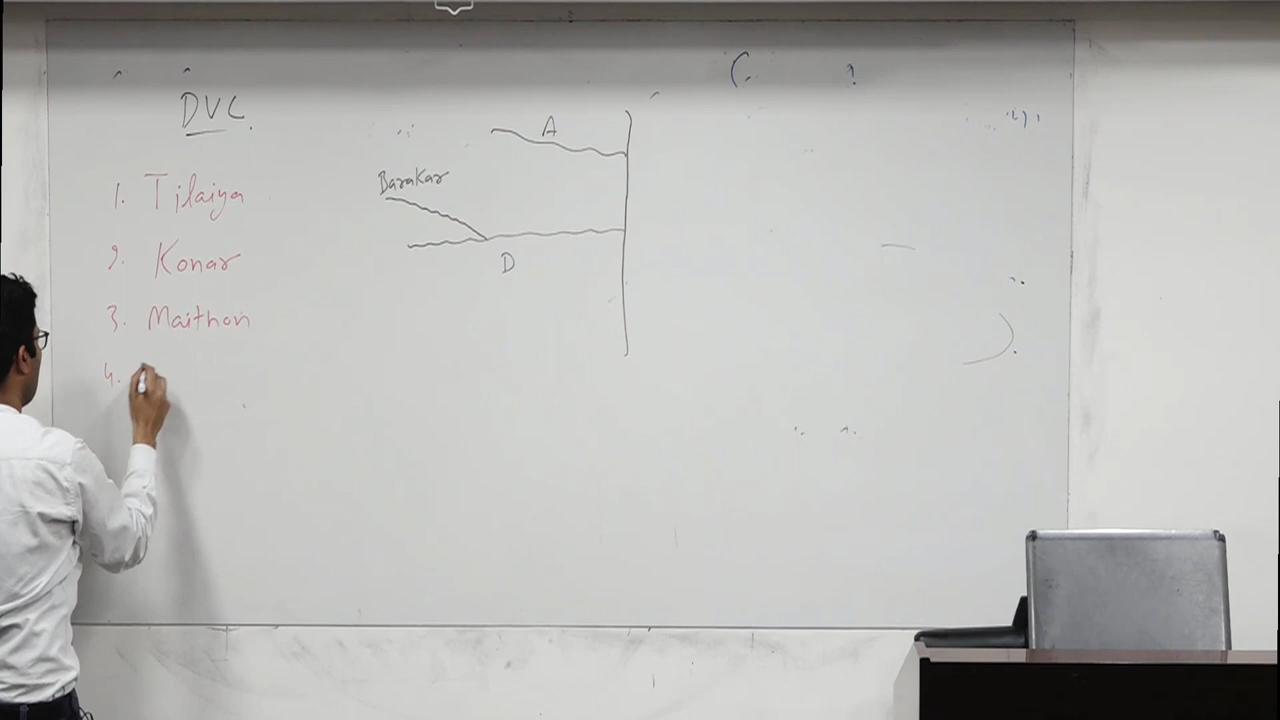 DVC
1. Tilaiya
2. Konar
3. Maithon
4.
A
Barakar
D